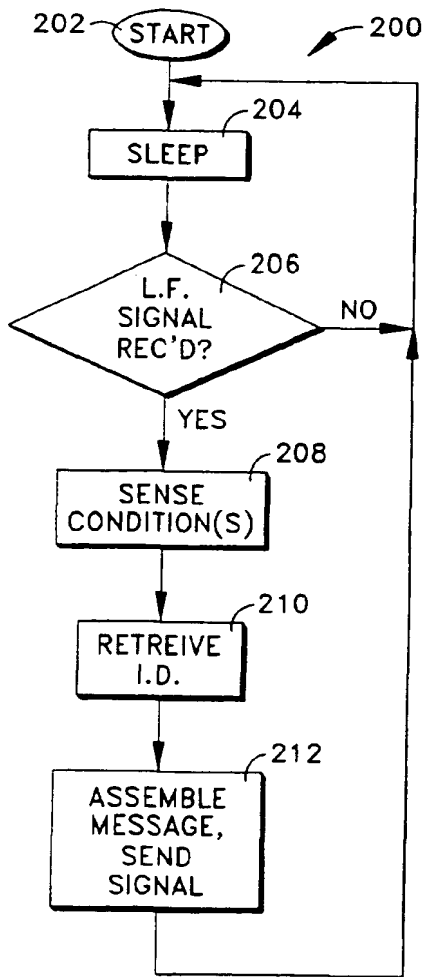 202
START
200
204
SLEEP
206
L.F.
SIGNAL
REC'D?
NO
YES
208
SENSE
CONDITION(S)
210
RETREIVE
I.D.
212
ASSEMBLE
MESSAGE,
SEND
SIGNAL